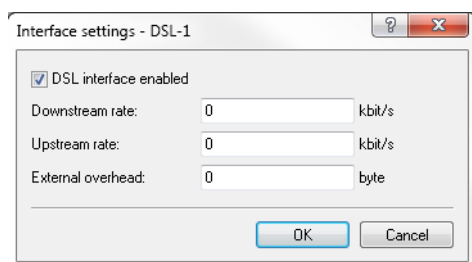 Interface settings - DSL-1
DSL interface enabled
Downstream rate: 0 kbit/s
Upstream rate: 0 kbit/s
External overhead: 0 byte
OK Cancel